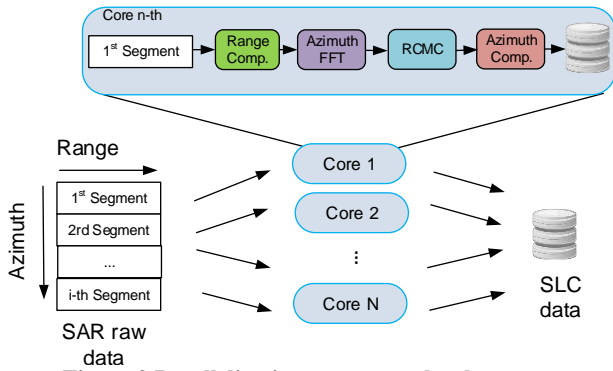 Core n-th
1st Segment
Range Comp.
Azimuth FFT
RCMC
Azimuth Comp.
Range
Azimuth
1st Segment
2rd Segment
...
i-th Segment
SAR raw data
Core 1
Core 2
...
Core N
SLC data